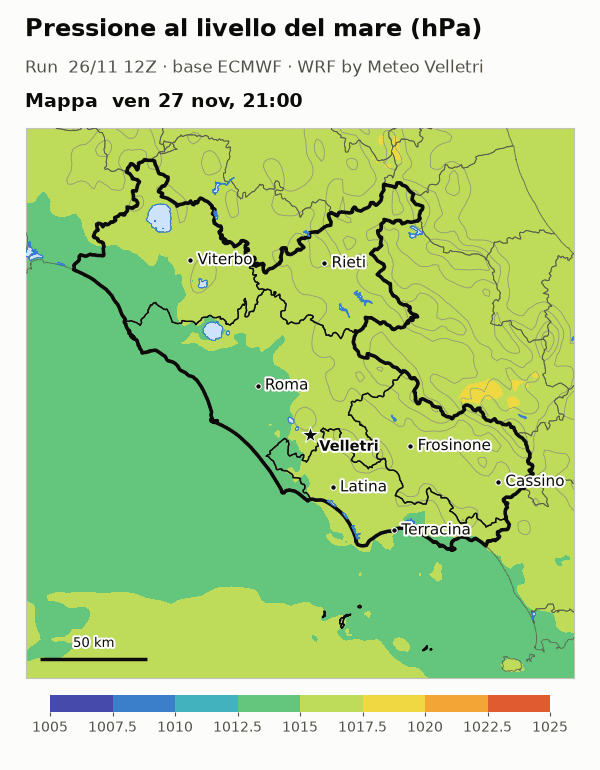 Pressione al livello del mare (hPa)
Run  26/11 12Z · base ECMWF · WRF by Meteo Velletri
Mappa  ven 27 nov, 21:00
Viterbo
Rieti
Roma
Velletri
Frosinone
Cassino
Latina
Terracina
50 km
1005 1007.5 1010 1012.5 1015 1017.5 1020 1022.5 1025